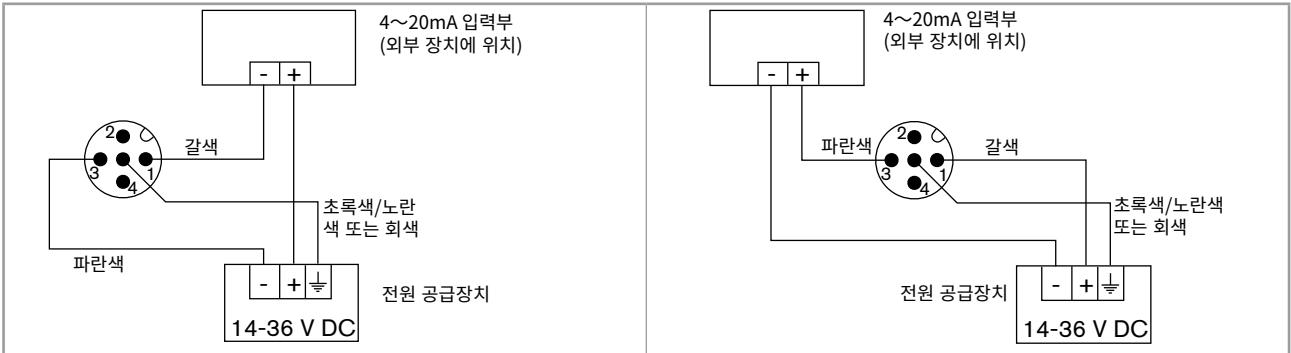 4～20mA 입력부
(외부 장치에 위치)
- +
2
갈색
3
1
4
초록색/노란
색 또는 회색
파란색
- +
전원 공급장치
14-36 V DC
4～20mA 입력부
(외부 장치에 위치)
- +
파란색
2
갈색
3
1
4
초록색/노란색
또는 회색
- +
전원 공급장치
14-36 V DC